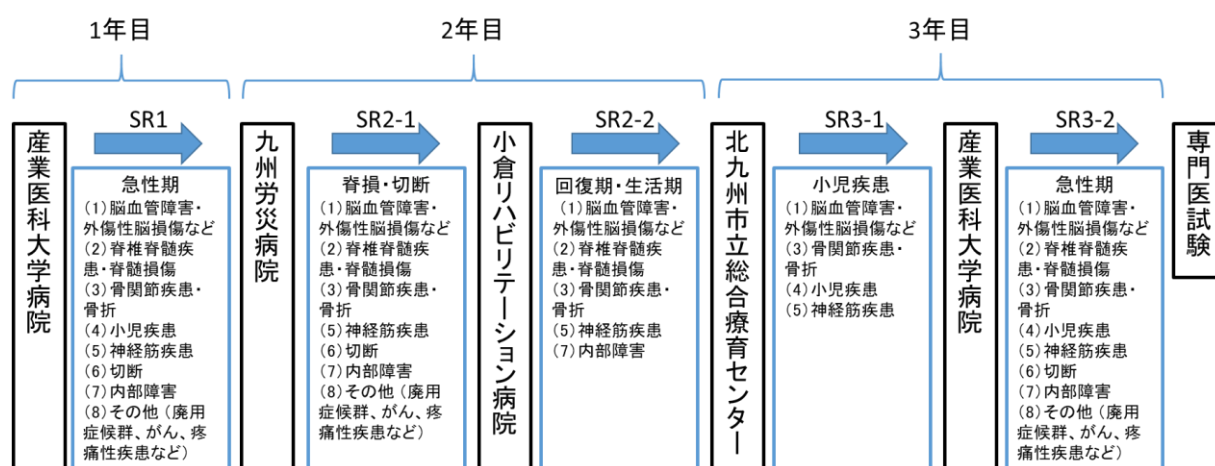 1年目
2年目
3年目
産業医科大学病院
SR1
急性期
(1)脳血管障害・
外傷性脳損傷など
(2)脊椎脊髄疾
患・脊髄損傷
(3)骨関節疾患・
骨折
(4)小児疾患
(5)神経筋疾患
(6)切断
(7)内部障害
(8)その他(廃用
症候群、がん、疼
痛性疾患など)
九州労災病院
SR2-1
脊損・切断
(1)脳血管障害・
外傷性脳損傷など
(2)脊椎脊髄疾
患・脊髄損傷
(3)骨関節疾患・
骨折
(5)神経筋疾患
(6)切断
(7)内部障害
(8)その他(廃用
症候群、がん、疼
痛性疾患など)
小倉リハビリテーション病院
SR2-2
回復期・生活期
(1)脳血管障害・
外傷性脳損傷など
(2)脊椎脊髄疾
患・脊髄損傷
(3)骨関節疾患・
骨折
(5)神経筋疾患
(7)内部障害
北九州市立総合療育センター
SR3-1
小児疾患
(1)脳血管障害・
外傷性脳損傷など
(3)骨関節疾患・
骨折
(4)小児疾患
(5)神経筋疾患
産業医科大学病院
SR3-2
急性期
(1)脳血管障害・
外傷性脳損傷など
(2)脊椎脊髄疾
患・脊髄損傷
(3)骨関節疾患・
骨折
(4)小児疾患
(5)神経筋疾患
(6)切断
(7)内部障害
(8)その他(廃用
症候群、がん、疼
痛性疾患など)
専門医試験